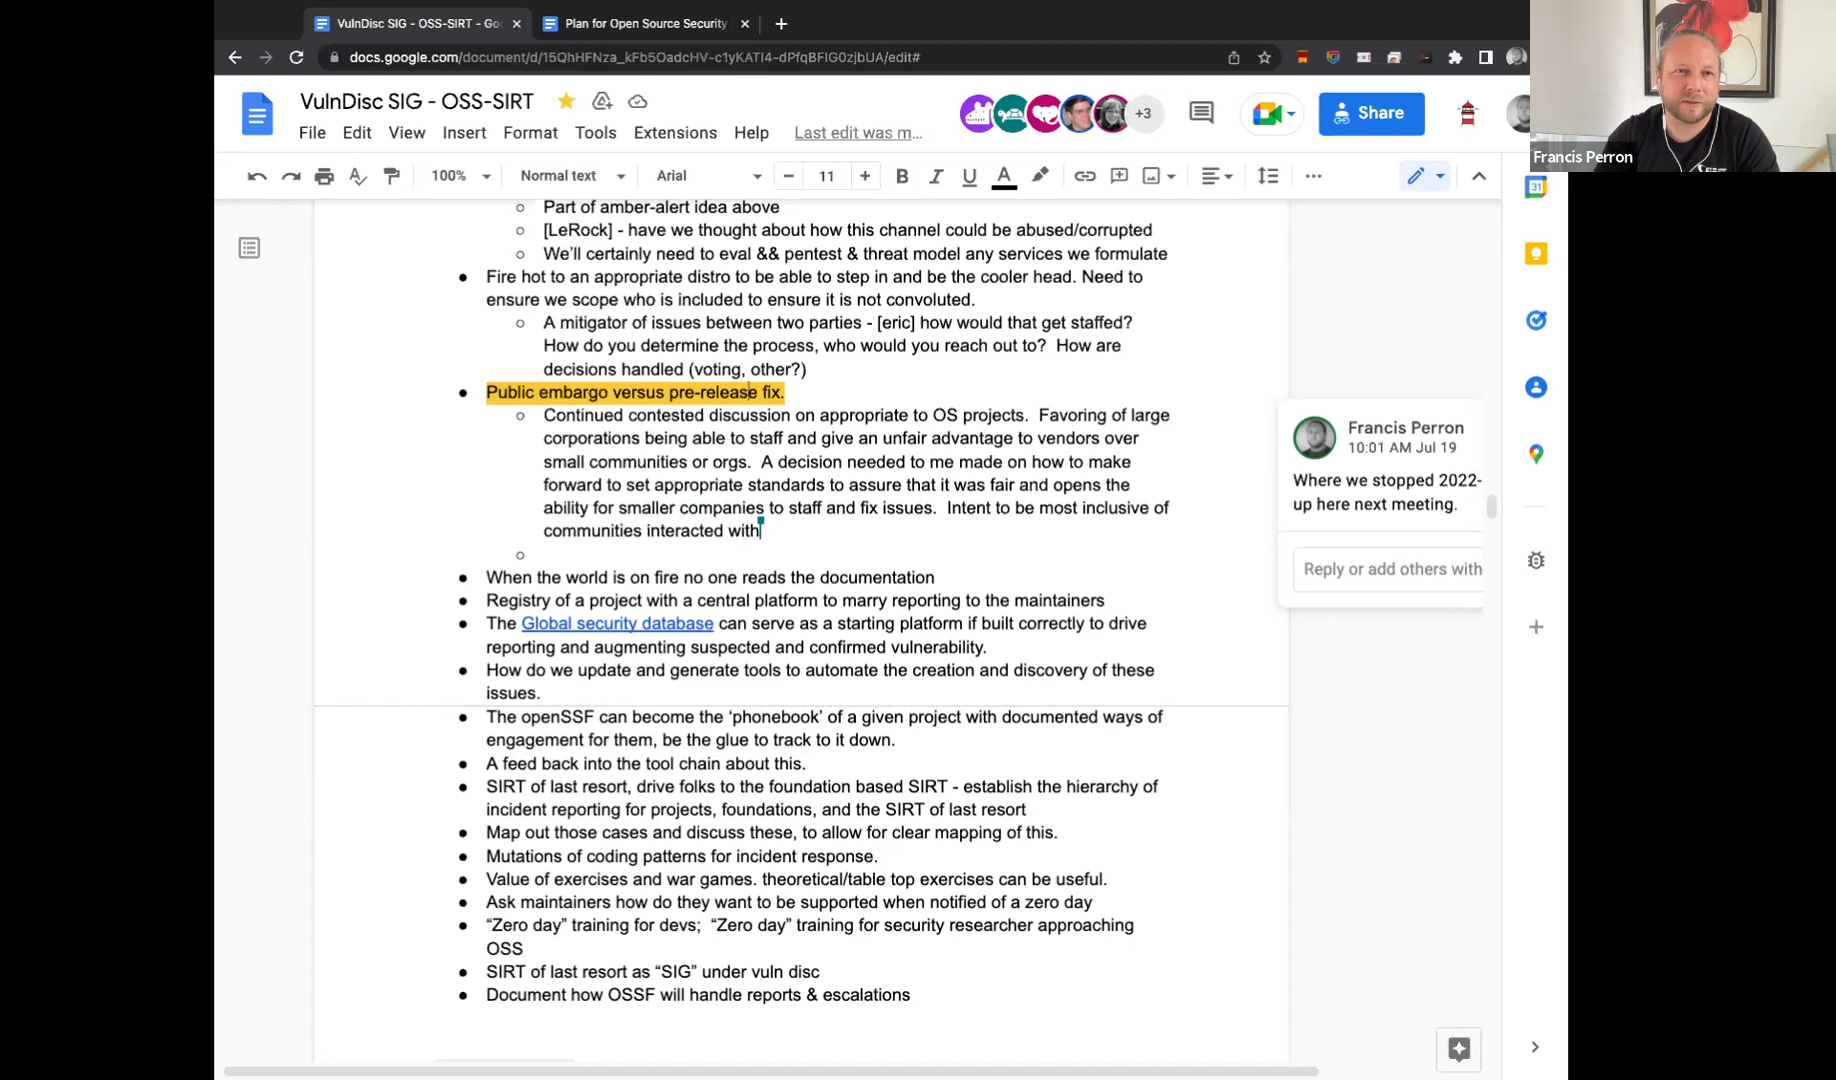 VulnDisc SIG - OSS-SIRT - Goo
Plan for Open Source Security
docs.google.com/document/d/15QhHFNza_kFb5OadcHV-c1yKATI4-dPfqBFIG0zjbUA/edit#
VulnDisc SIG - OSS-SIRT
+3
Share
File Edit View Insert Format Tools Extensions Help Last edit was m...
Francis Perron
100% Normal text Arial 11
31
Part of amber-alert idea above
[LeRock] - have we thought about how this channel could be abused/corrupted
We'll certainly need to eval && pentest & threat model any services we formulate
Fire hot to an appropriate distro to be able to step in and be the cooler head. Need to
ensure we scope who is included to ensure it is not convoluted.
A mitigator of issues between two parties - [eric] how would that get staffed?
How do you determine the process, who would you reach out to? How are
decisions handled (voting, other?)
Public embargo versus pre-release fix.
Continued contested discussion on appropriate to OS projects. Favoring of large
corporations being able to staff and give an unfair advantage to vendors over
small communities or orgs. A decision needed to me made on how to make
forward to set appropriate standards to assure that it was fair and opens the
ability for smaller companies to staff and fix issues. Intent to be most inclusive of
communities interacted with
Francis Perron
10:01 AM Jul 19
Where we stopped 2022-
up here next meeting.
Reply or add others with
When the world is on fire no one reads the documentation
Registry of a project with a central platform to marry reporting to the maintainers
The Global security database can serve as a starting platform if built correctly to drive
reporting and augmenting suspected and confirmed vulnerability.
How do we update and generate tools to automate the creation and discovery of these
issues.
The openSSF can become the ‘phonebook’ of a given project with documented ways of
engagement for them, be the glue to track to it down.
A feed back into the tool chain about this.
SIRT of last resort, drive folks to the foundation based SIRT - establish the hierarchy of
incident reporting for projects, foundations, and the SIRT of last resort
Map out those cases and discuss these, to allow for clear mapping of this.
Mutations of coding patterns for incident response.
Value of exercises and war games. theoretical/table top exercises can be useful.
Ask maintainers how do they want to be supported when notified of a zero day
“Zero day” training for devs; “Zero day” training for security researcher approaching
OSS
SIRT of last resort as “SIG” under vuln disc
Document how OSSF will handle reports & escalations